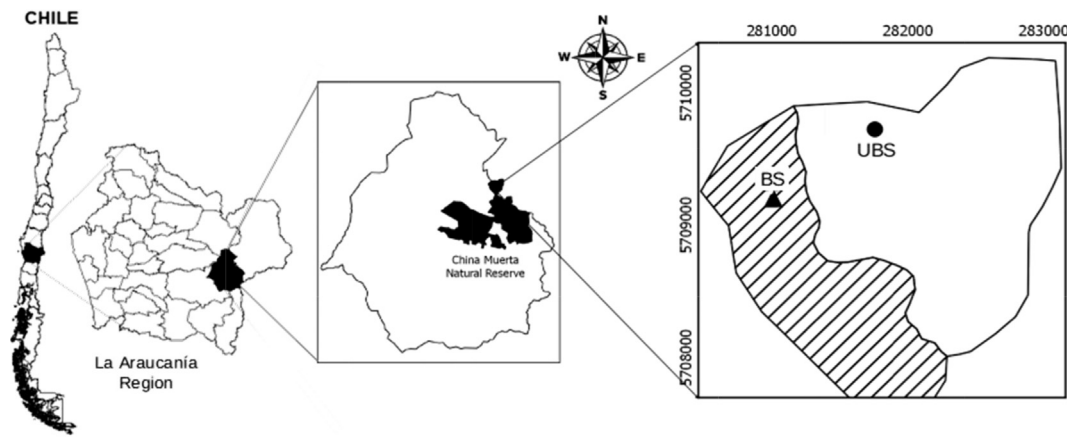 CHILE
La Araucanía
Region
China Muerta
Natural Reserve
N
W
E
S
281000
282000
283000
5710000
5709000
5708000
UBS
BS